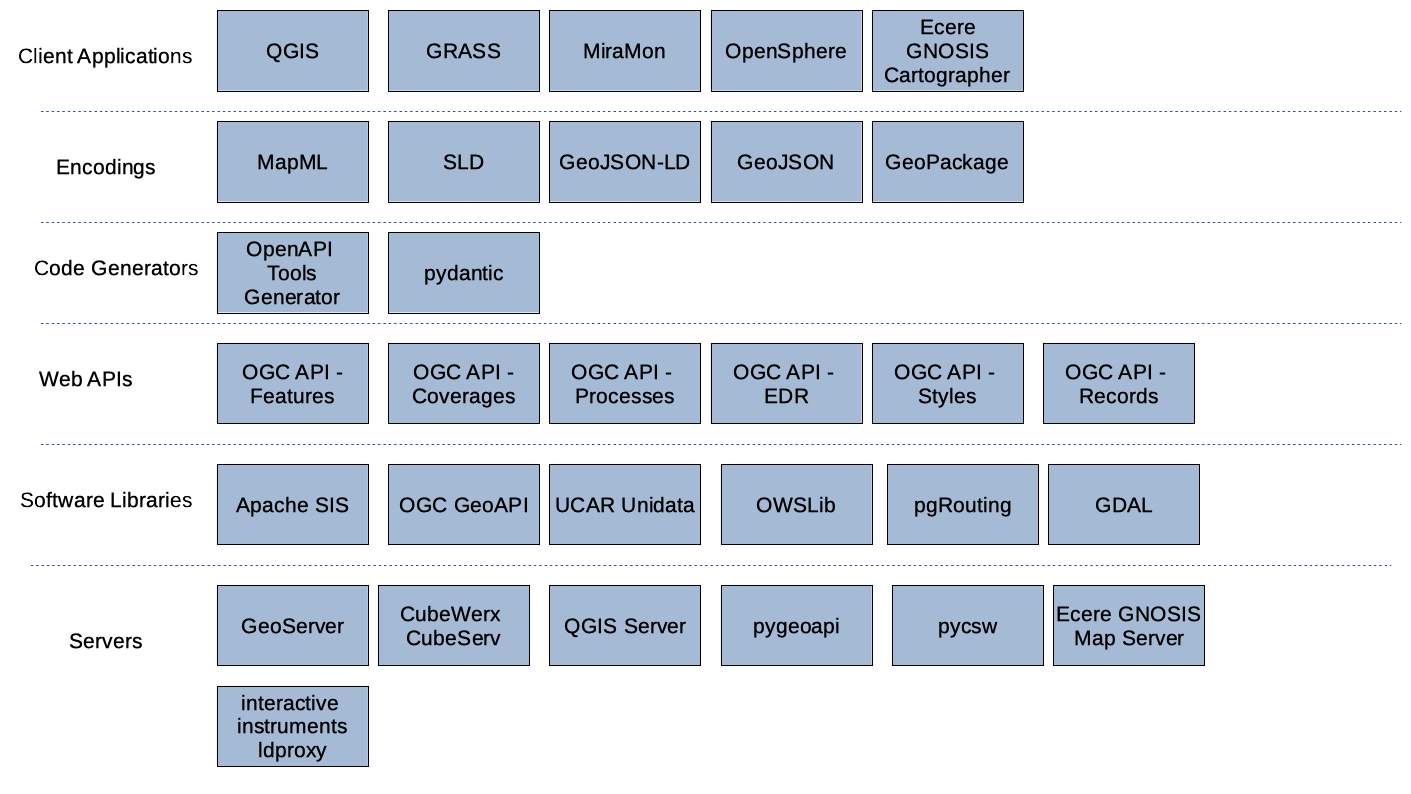 Client Applications
QGIS
GRASS
MiraMon
OpenSphere
Ecere
GNOSIS
Cartographer
Encodings
MapML
SLD
GeoJSON-LD
GeoJSON
GeoPackage
Code Generators
OpenAPI
Tools
Generator
pydantic
Web APIs
OGC API -
Features
OGC API -
Coverages
OGC API -
Processes
OGC API -
EDR
OGC API -
Styles
OGC API -
Records
Software Libraries
Apache SIS
OGC GeoAPI
UCAR Unidata
OWSLib
pgRouting
GDAL
Servers
GeoServer
CubeWerx
CubeServ
QGIS Server
pygeoapi
pycsw
Ecere GNOSIS
Map Server
interactive
instruments
ldproxy